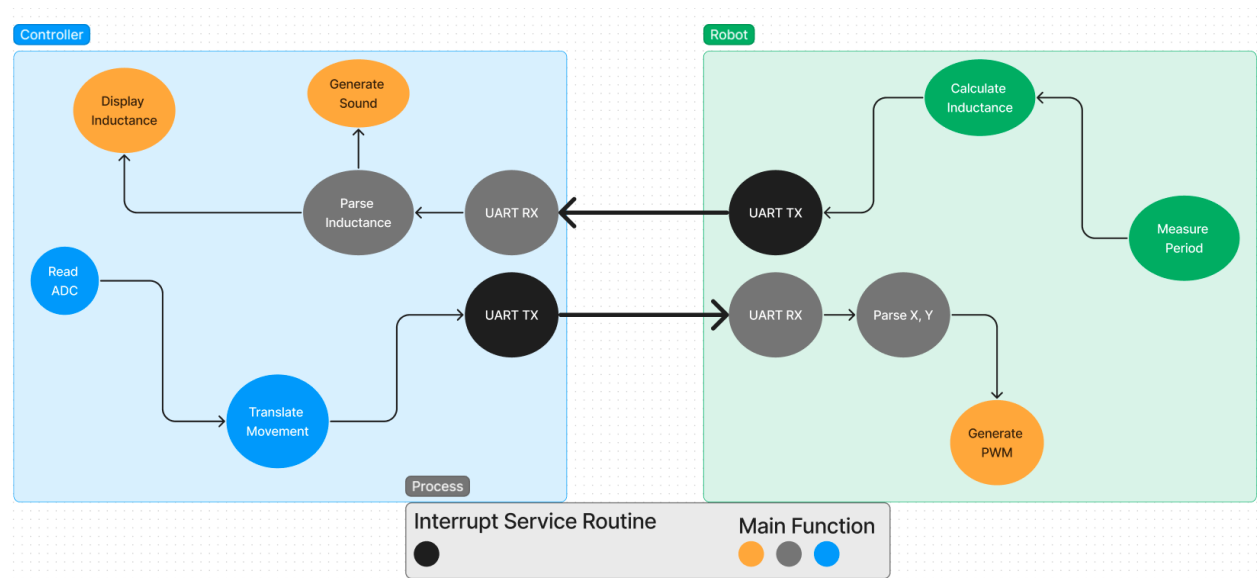 Controller
Robot
Display
Inductance
Generate
Sound
Calculate
Inductance
Parse
Inductance
UART RX
UART TX
Measure
Period
Read
ADC
UART TX
UART RX
Parse X, Y
Translate
Movement
Generate
PWM
Process
Interrupt Service Routine
Main Function